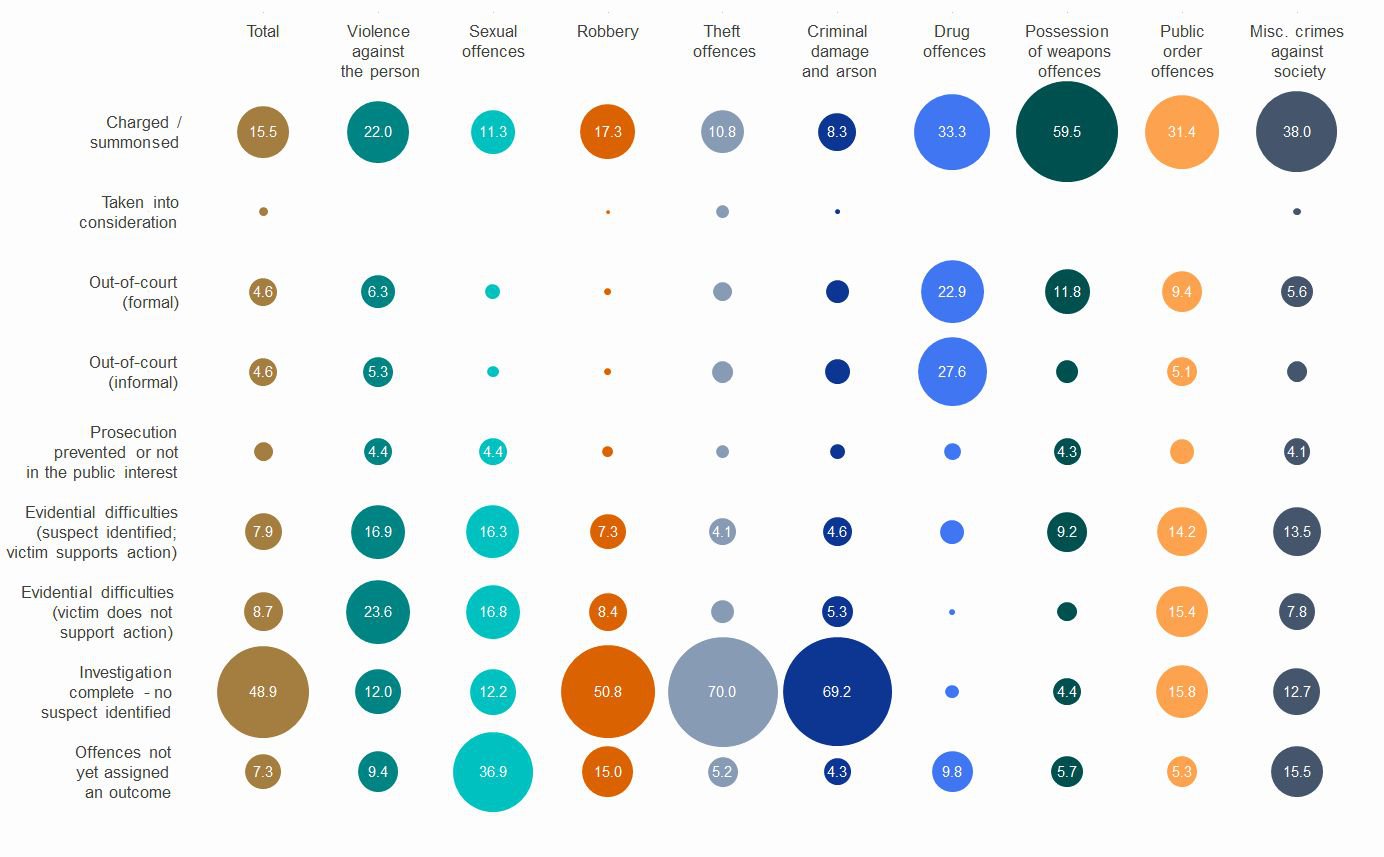 Total
Violence
against
the person
Sexual
offences
Robbery
Theft
offences
Criminal
damage
and arson
Drug
offences
Possession
of weapons
offences
Public
order
offences
Misc. crimes
against
society
Charged /
summonsed
15.5 22.0 11.3 17.3 10.8 8.3 33.3 59.5 31.4 38.0
Taken into
consideration
Out-of-court
(formal)
4.6 6.3 22.9 11.8 9.4 5.6
Out-of-court
(informal)
4.6 5.3 27.6 5.1
Prosecution
prevented or not
in the public interest
4.4 4.4 4.3 4.1
Evidential difficulties
(suspect identified;
victim supports action)
7.9 16.9 16.3 7.3 4.1 4.6 9.2 14.2 13.5
Evidential difficulties
(victim does not
support action)
8.7 23.6 16.8 8.4 5.3 15.4 7.8
Investigation
complete - no
suspect identified
48.9 12.0 12.2 50.8 70.0 69.2 4.4 15.8 12.7
Offences not
yet assigned
an outcome
7.3 9.4 36.9 15.0 5.2 4.3 9.8 5.7 5.3 15.5